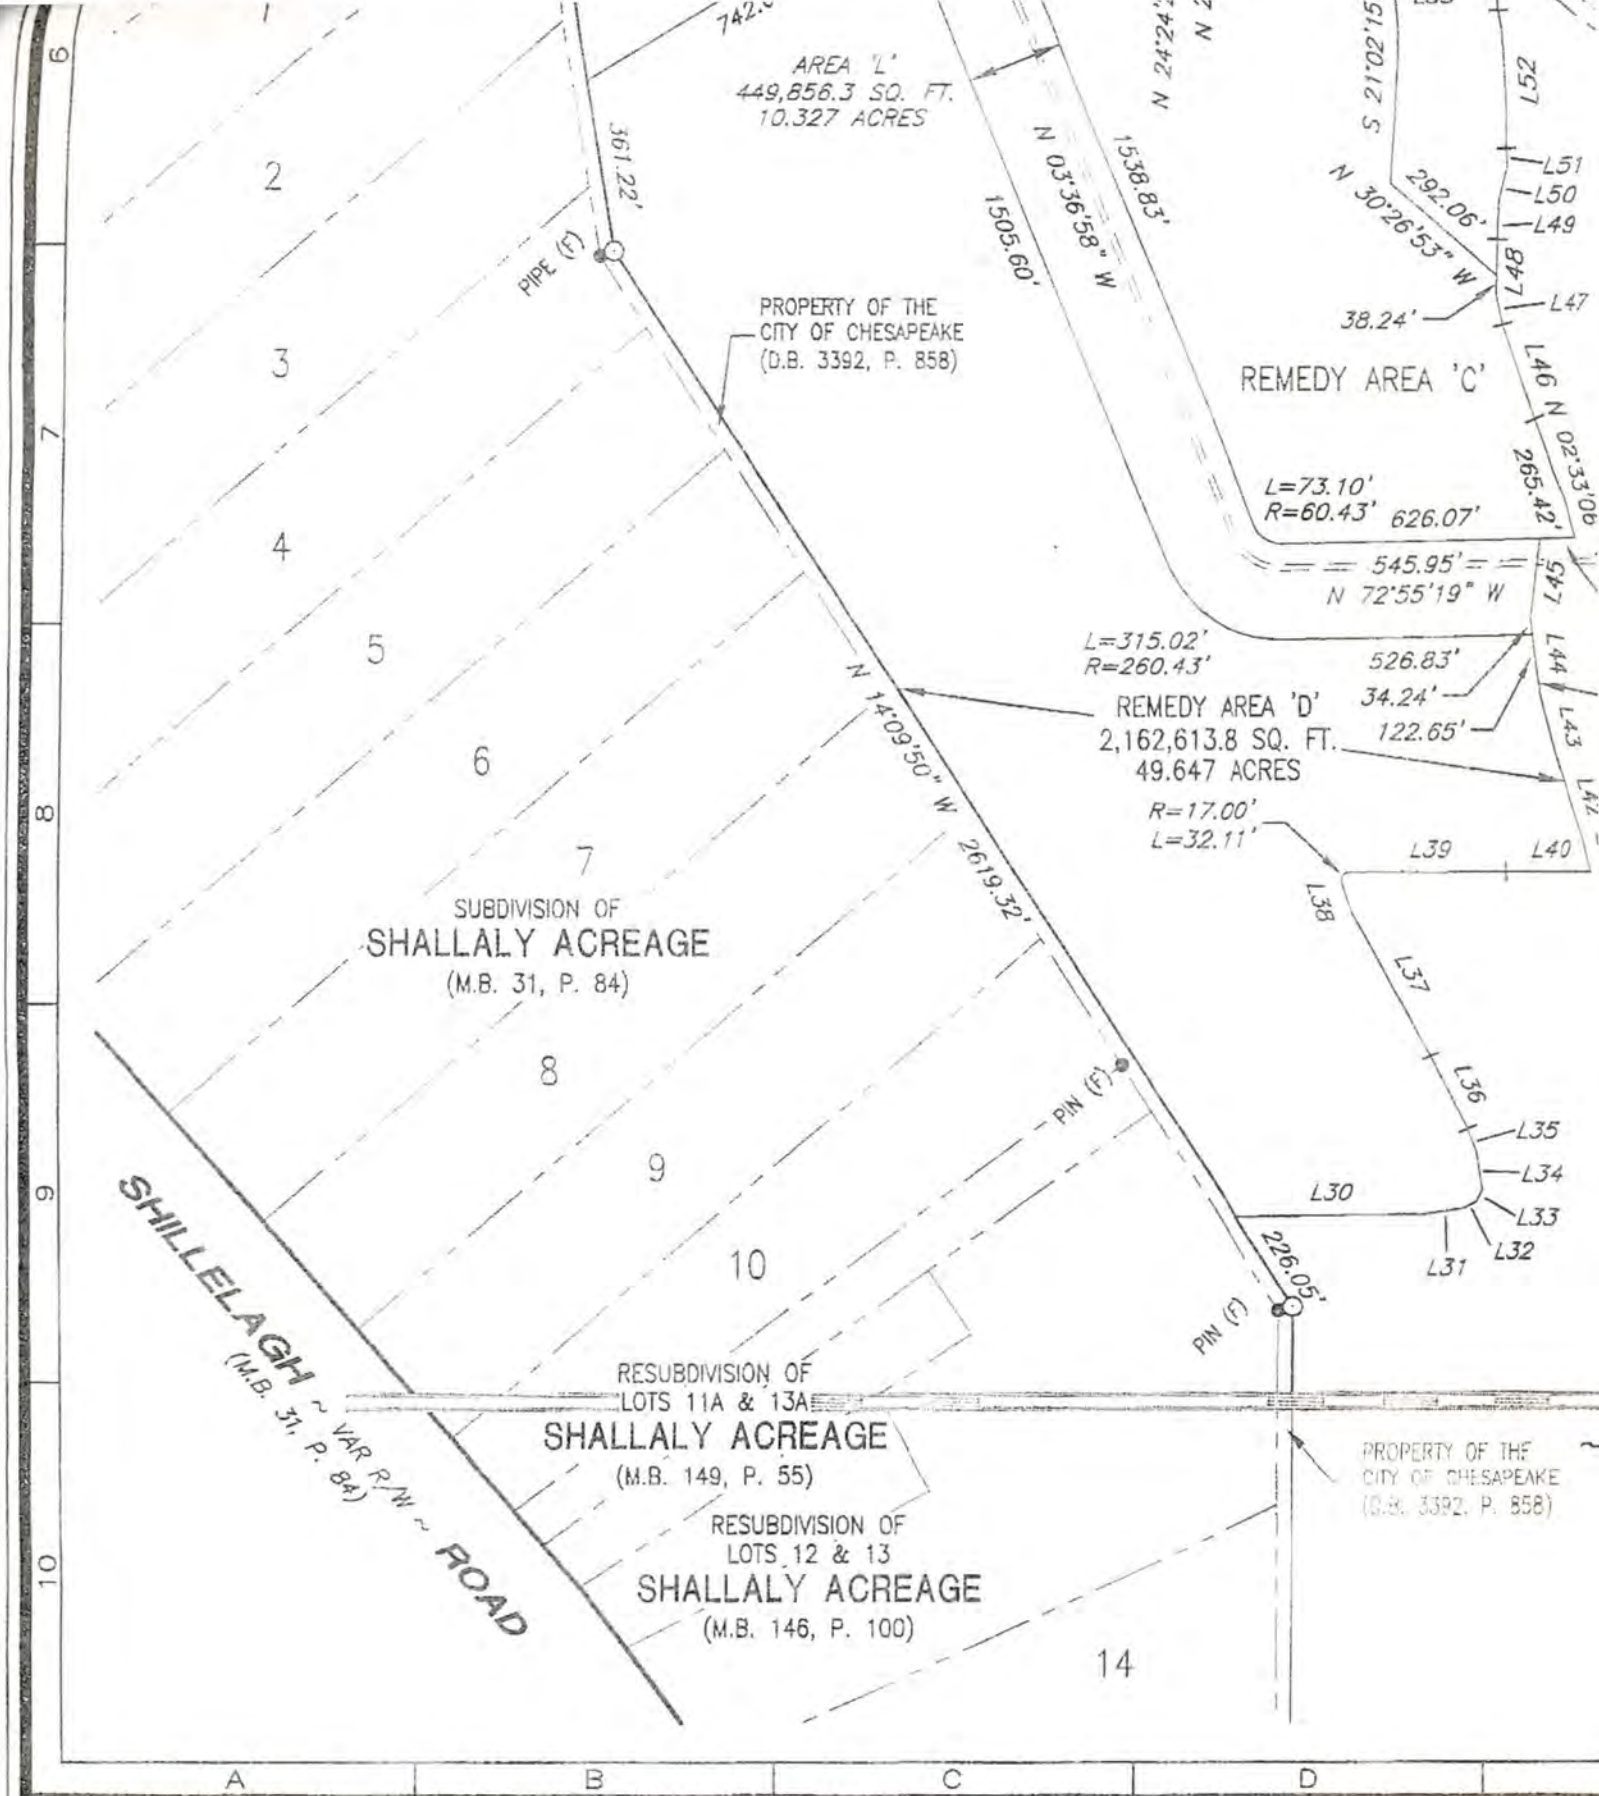 6
7
8
9
10
A
B
C
D
1
2
3
4
5
6
7
8
9
10
14
361.22'
PIPE (F)
AREA 'L'
449,856.3 SQ. FT.
10.327 ACRES
PROPERTY OF THE
CITY OF CHESAPEAKE
(D.B. 3392, P. 858)
1505.60'
N 03°36'58" W
1538.83'
S 21°02'15
N 30°26'53" W
292.06'
L52
L51
L50
L49
L48
L47
38.24'
REMEDY AREA 'C'
L46
N 02°33'06
265.42'
L=73.10'
R=60.43'
626.07'
545.95'
N 72°55'19" W
L45
L=315.02'
R=260.43'
526.83'
34.24'
122.65'
L44
L43
L42
REMEDY AREA 'D'
2,162,613.8 SQ. FT.
49.647 ACRES
R=17.00'
L=32.11'
L39
L40
L38
L37
L36
L35
L34
L33
L32
L31
L30
N 14°09'50" W 2619.32'
SUBDIVISION OF
SHALLALY ACREAGE
(M.B. 31, P. 84)
PIN (F)
226.05'
PIN (F)
SHILLELAGH ~ VAR R/W ~ ROAD
(M.B. 31, P. 84)
RESUBDIVISION OF
LOTS 11A & 13A
SHALLALY ACREAGE
(M.B. 149, P. 55)
RESUBDIVISION OF
LOTS 12 & 13
SHALLALY ACREAGE
(M.B. 146, P. 100)
PROPERTY OF THE
CITY OF CHESAPEAKE
(D.B. 3392, P. 858)